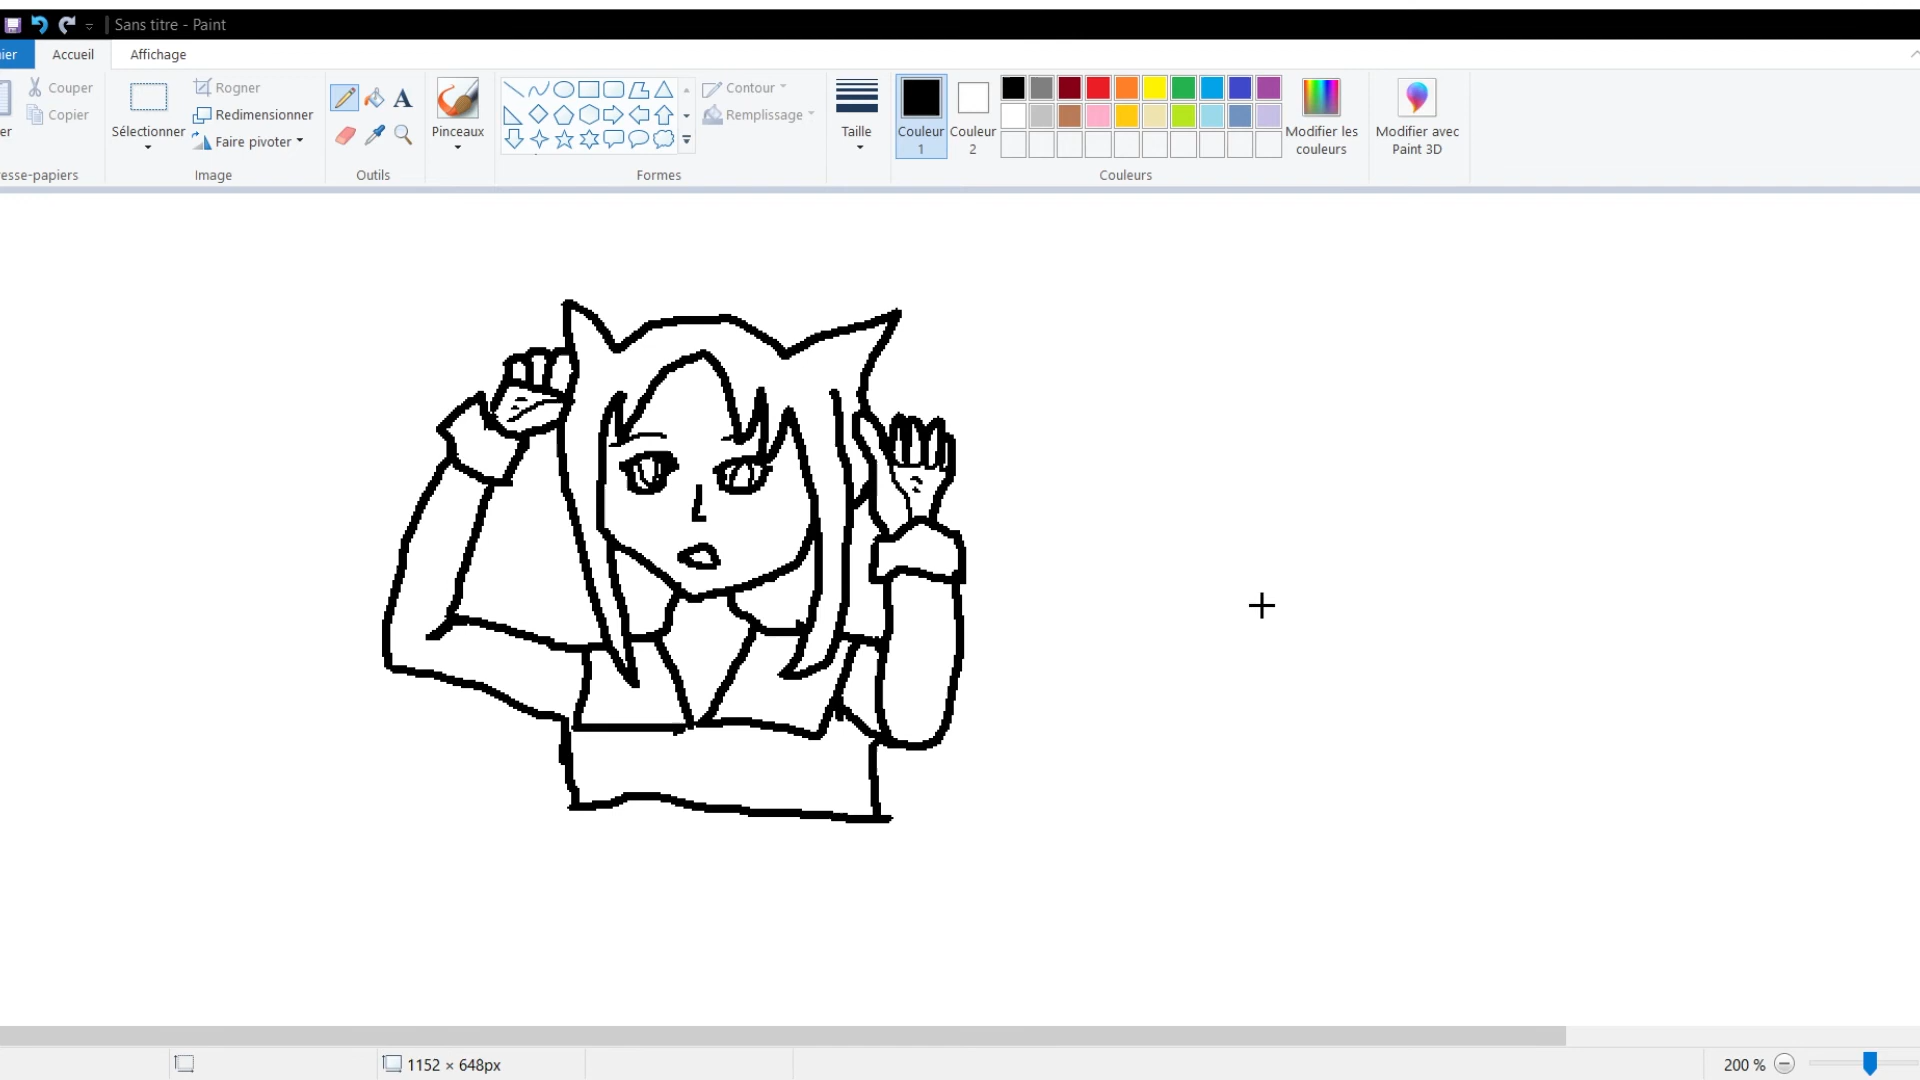 Sans titre - Paint
ier
Accueil
Affichage
Couper
Copier
er
esse-papiers
Sélectionner
Rogner
Redimensionner
Faire pivoter
Image
A
Outils
Pinceaux
Contour
Remplissage
Formes
Taille
Couleur
1
Couleur
2
Modifier les
couleurs
Couleurs
Modifier avec
Paint 3D
1152 × 648px
200 %